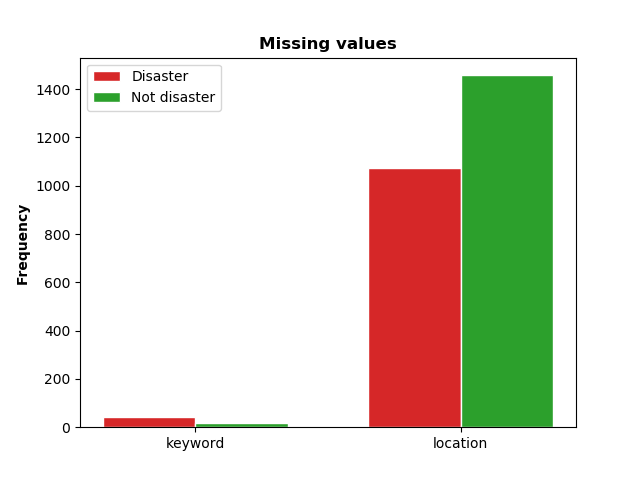 Missing values
Disaster
Not disaster
Frequency
1400
1200
1000
800
600
400
200
0
keyword
location